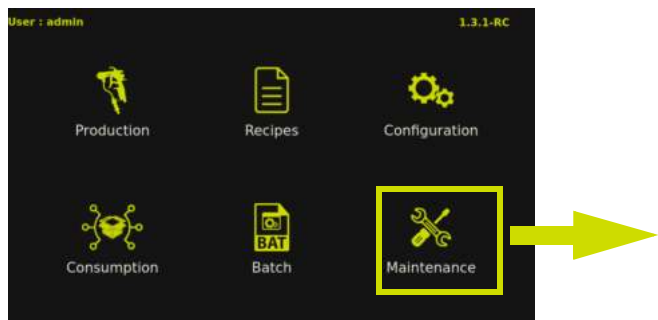 User : admin 1.3.1-RC
Production Recipes Configuration
BAT
Consumption Batch Maintenance